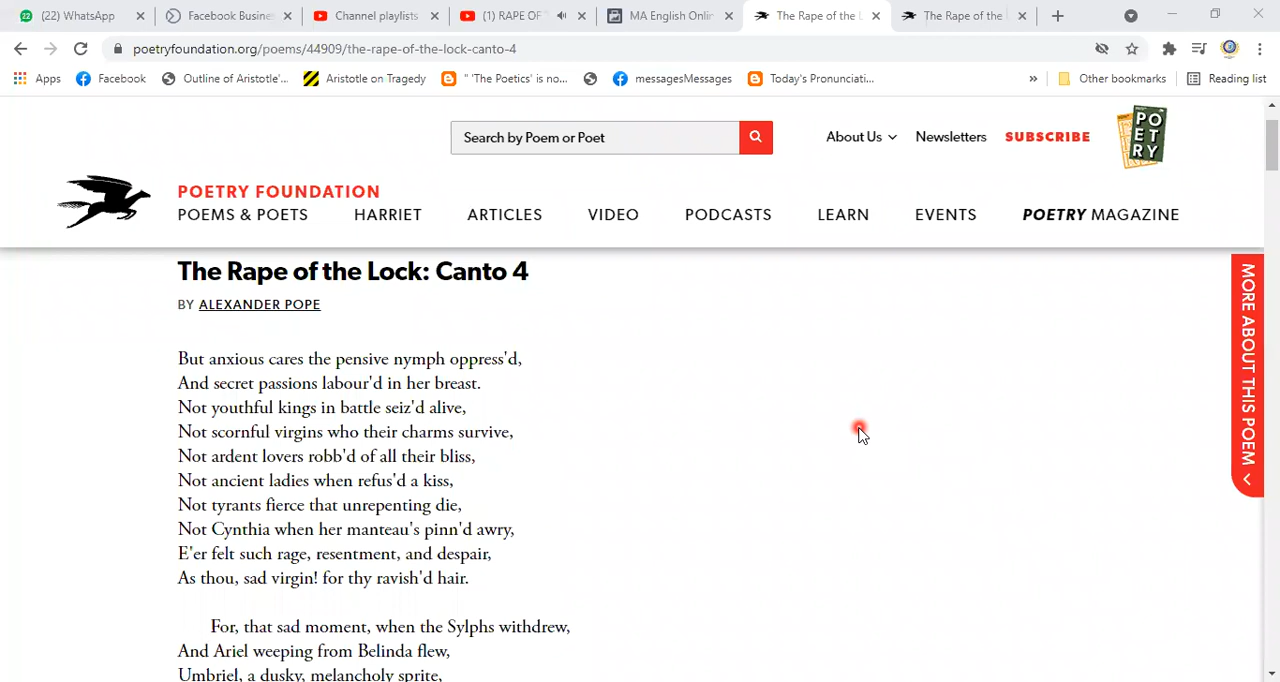 (22) WhatsApp
Facebook Busine
Channel playlists
(1) RAPE OF T
MA English Onlin
The Rape of the L
The Rape of the
poetryfoundation.org/poems/44909/the-rape-of-the-lock-canto-4
Apps
Facebook
Outline of Aristotle'...
Aristotle on Tragedy
" 'The Poetics' is no...
messagesMessages
Today's Pronunciati...
»
Other bookmarks
Reading list
Search by Poem or Poet
About Us
Newsletters
SUBSCRIBE
PO
ET
RY
POETRY FOUNDATION
POEMS & POETS
HARRIET
ARTICLES
VIDEO
PODCASTS
LEARN
EVENTS
POETRY MAGAZINE
MORE ABOUT THIS POEM
The Rape of the Lock: Canto 4
BY ALEXANDER POPE
But anxious cares the pensive nymph oppress'd,
And secret passions labour'd in her breast.
Not youthful kings in battle seiz'd alive,
Not scornful virgins who their charms survive,
Not ardent lovers robb'd of all their bliss,
Not ancient ladies when refus'd a kiss,
Not tyrants fierce that unrepenting die,
Not Cynthia when her manteau's pinn'd awry,
E'er felt such rage, resentment, and despair,
As thou, sad virgin! for thy ravish'd hair.
For, that sad moment, when the Sylphs withdrew,
And Ariel weeping from Belinda flew,
Umbriel, a dusky, melancholy sprite,